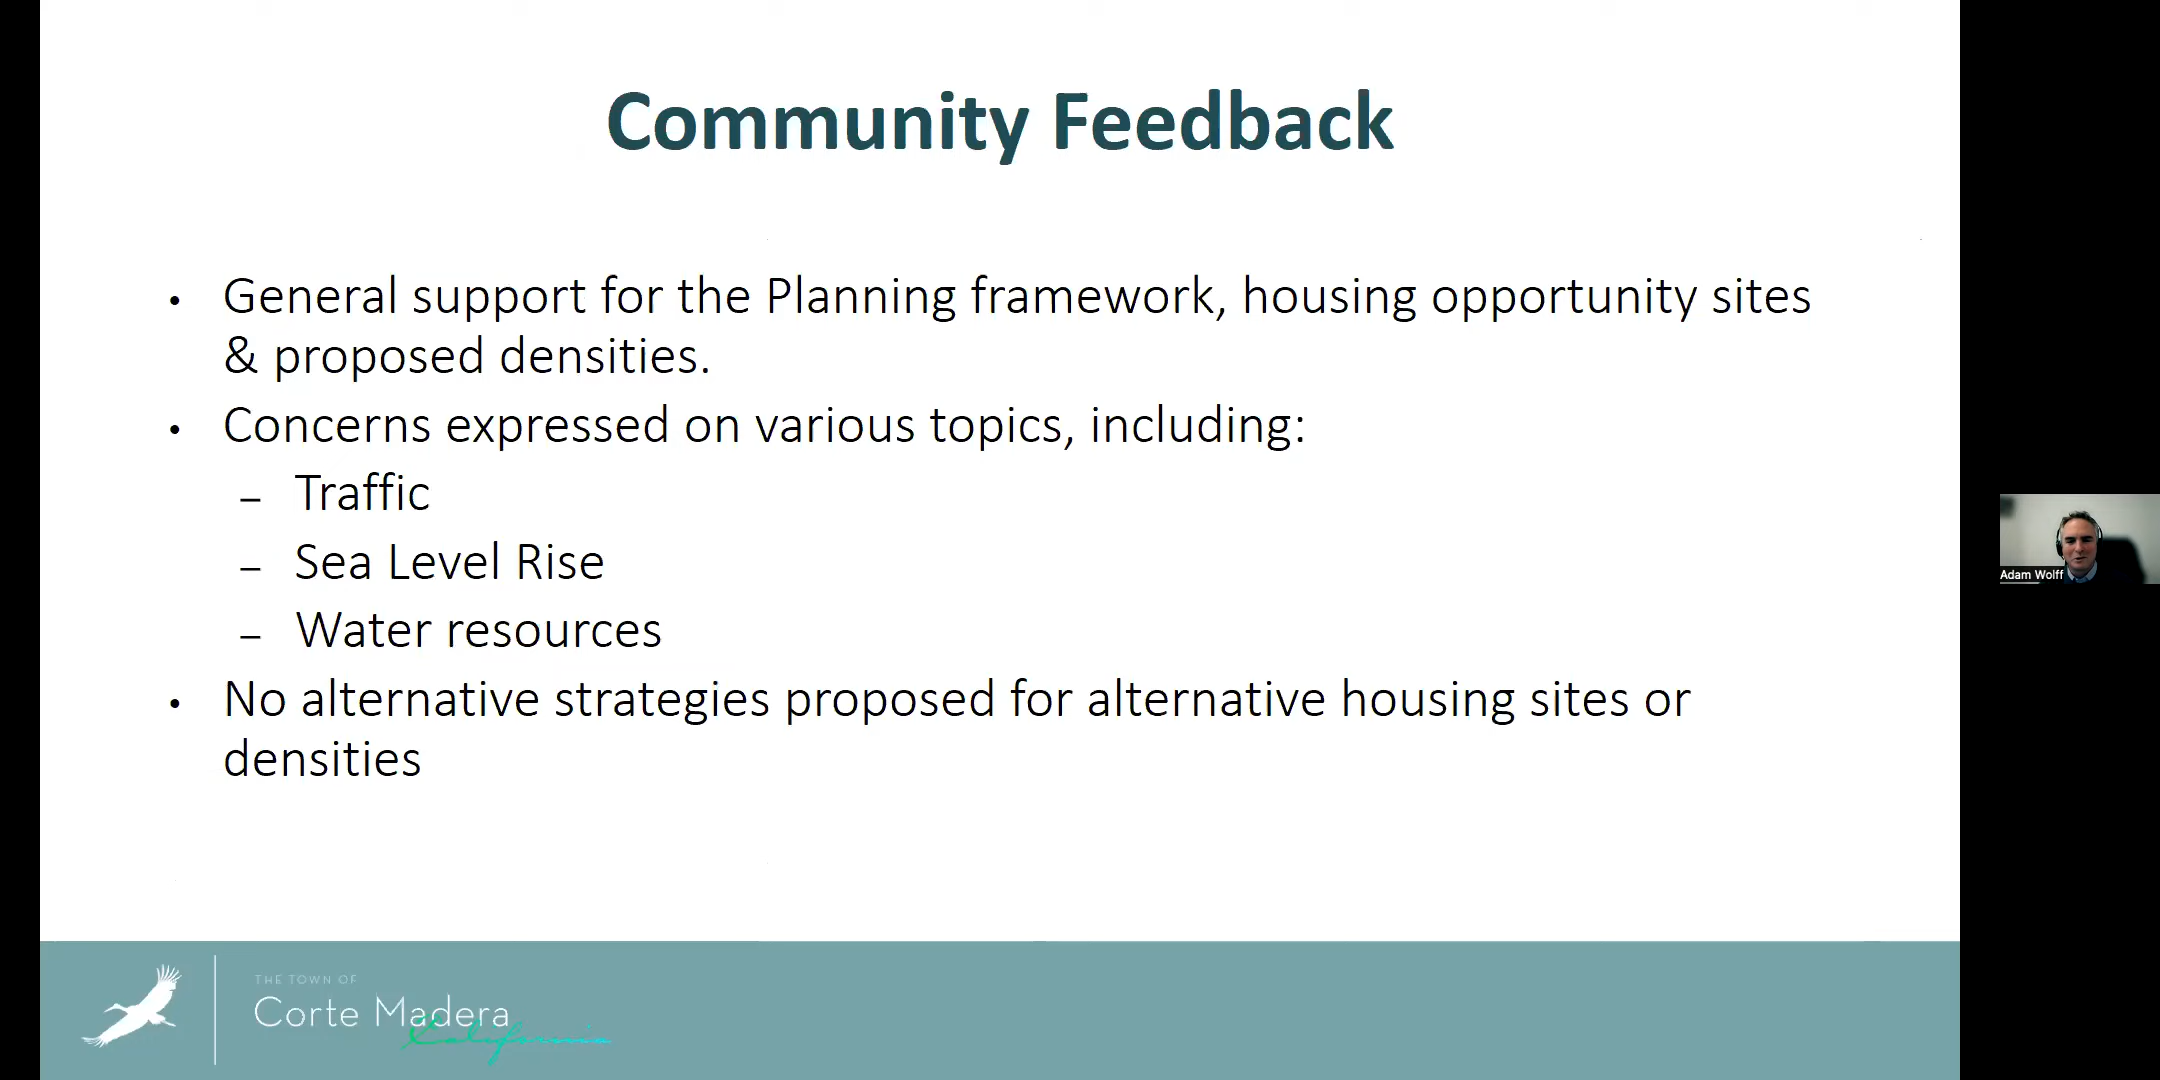 Community Feedback
• General support for the Planning framework, housing opportunity sites
& proposed densities.
• Concerns expressed on various topics, including:
– Traffic
– Sea Level Rise
– Water resources
• No alternative strategies proposed for alternative housing sites or
densities
Adam Wolff
THE TOWN OF
Corte Madera
California